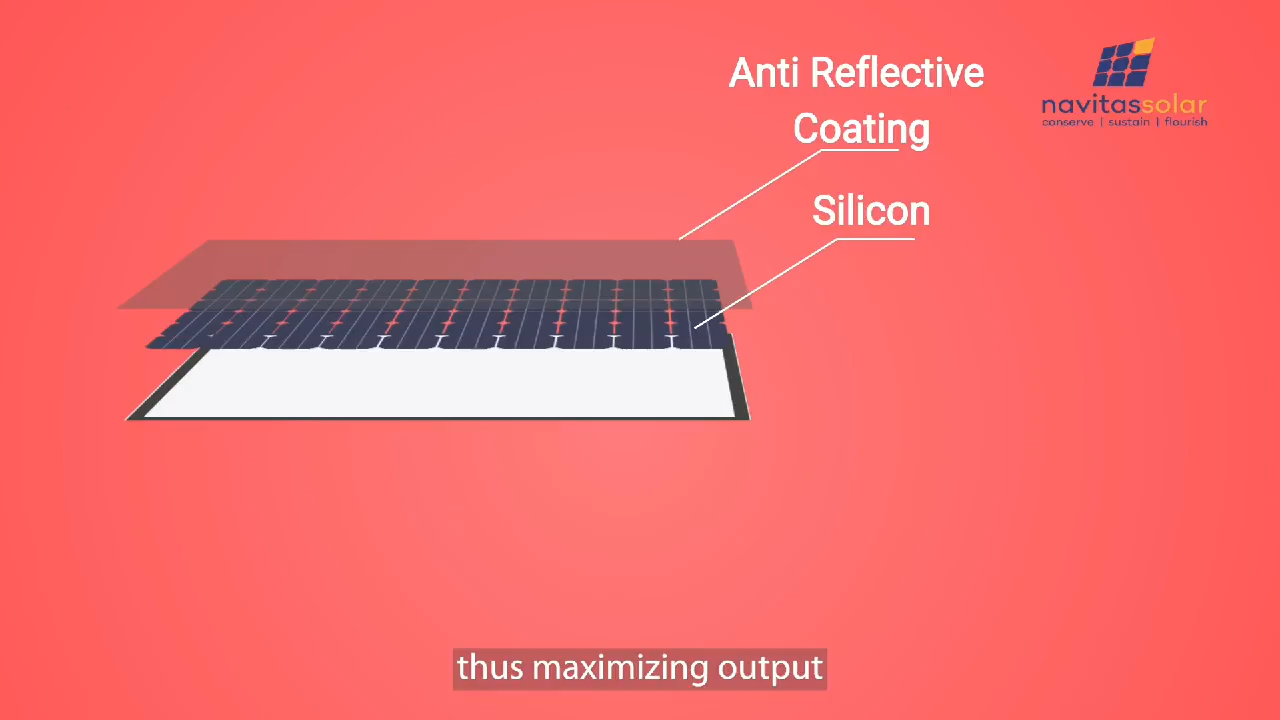 Anti Reflective
Coating
navitassolar
conserve | sustain | flourish
Silicon
thus maximizing output